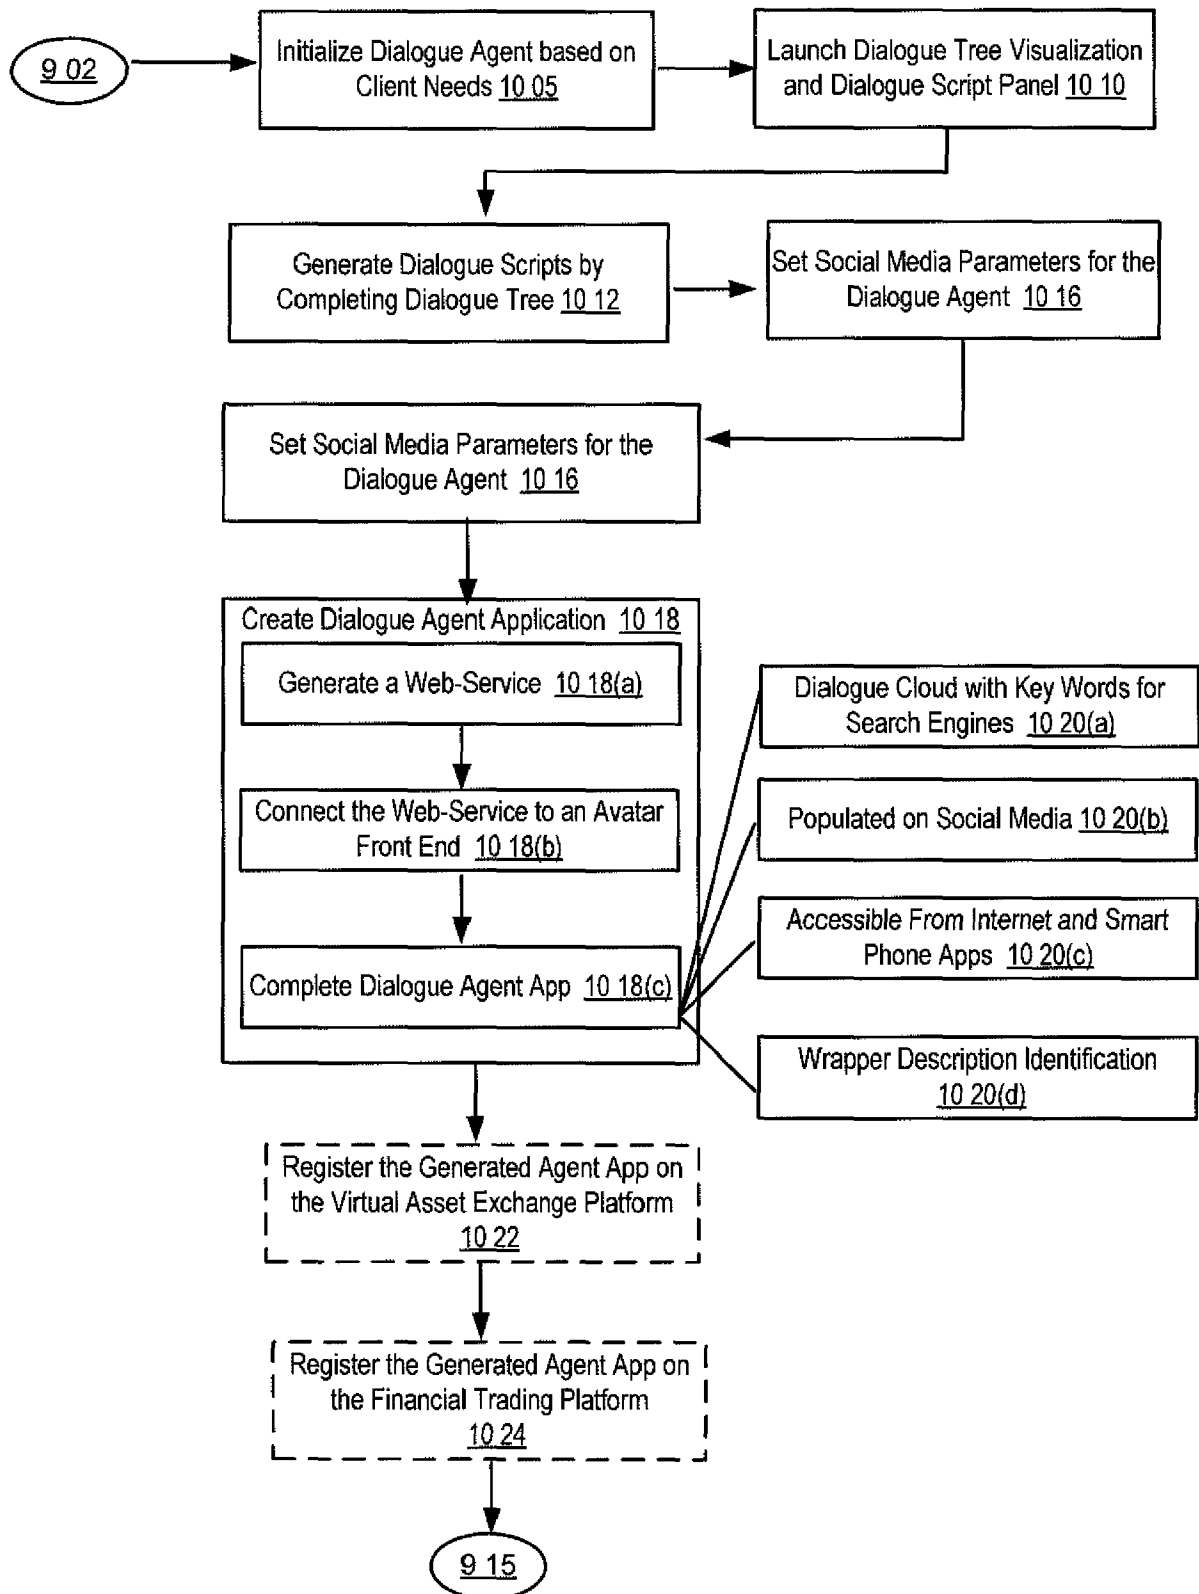 9 02
Initialize Dialogue Agent based on
Client Needs 10 05
Launch Dialogue Tree Visualization
and Dialogue Script Panel 10 10
Generate Dialogue Scripts by
Completing Dialogue Tree 10 12
Set Social Media Parameters for the
Dialogue Agent 10 16
Set Social Media Parameters for the
Dialogue Agent 10 16
Create Dialogue Agent Application 10 18
Generate a Web-Service 10 18(a)
Connect the Web-Service to an Avatar
Front End 10 18(b)
Complete Dialogue Agent App 10 18(c)
Dialogue Cloud with Key Words for
Search Engines 10 20(a)
Populated on Social Media 10 20(b)
Accessible From Internet and Smart
Phone Apps 10 20(c)
Wrapper Description Identification
10 20(d)
Register the Generated Agent App on
the Virtual Asset Exchange Platform
10 22
Register the Generated Agent App on
the Financial Trading Platform
10 24
9 15